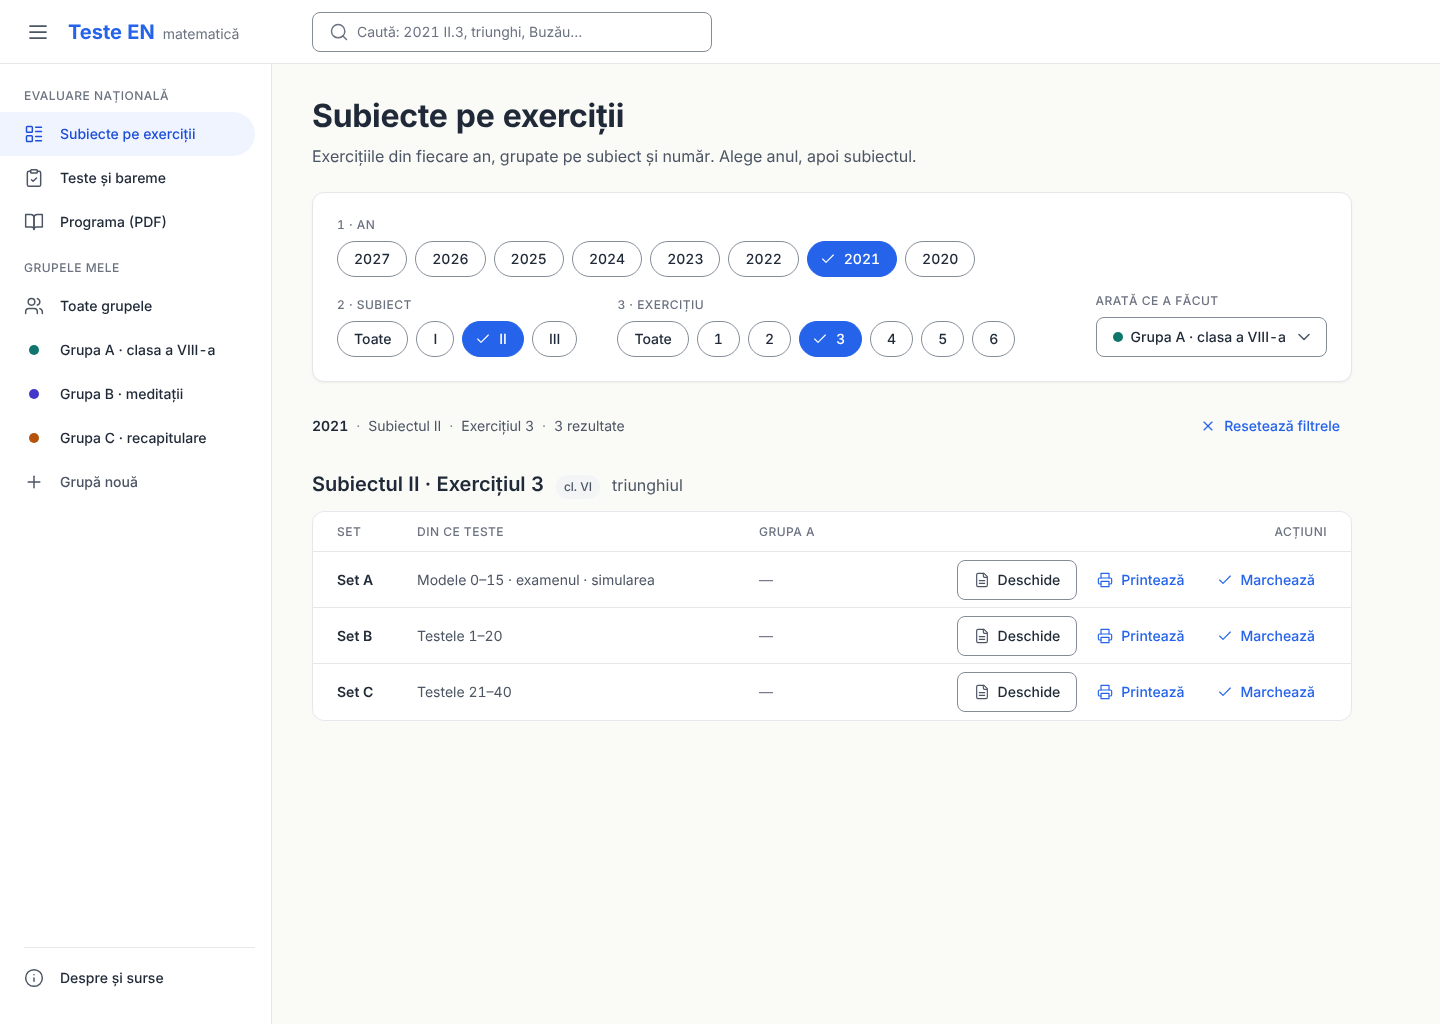 Teste EN matematică
Caută: 2021 II.3, triunghi, Buzău...
EVALUARE NAȚIONALĂ
Subiecte pe exerciții
Teste și bareme
Programa (PDF)
GRUPELE MELE
Toate grupele
Grupa A · clasa a VIII-a
Grupa B · meditații
Grupa C · recapitulare
Grupă nouă
Despre și surse
Subiecte pe exerciții
Exercițiile din fiecare an, grupate pe subiect și număr. Alege anul, apoi subiectul.
1 · AN
2027 2026 2025 2024 2023 2022 2021 2020
2 · SUBIECT
Toate I II III
3 · EXERCIȚIU
Toate 1 2 3 4 5 6
ARATĂ CE A FĂCUT
Grupa A · clasa a VIII-a
2021 · Subiectul II · Exercițiul 3 · 3 rezultate
Resetează filtrele
Subiectul II · Exercițiul 3 cl. VI triunghiul
SET DIN CE TESTE GRUPA A ACȚIUNI
Set A Modele 0–15 · examenul · simularea — Deschide Printează Marchează
Set B Testele 1–20 — Deschide Printează Marchează
Set C Testele 21–40 — Deschide Printează Marchează